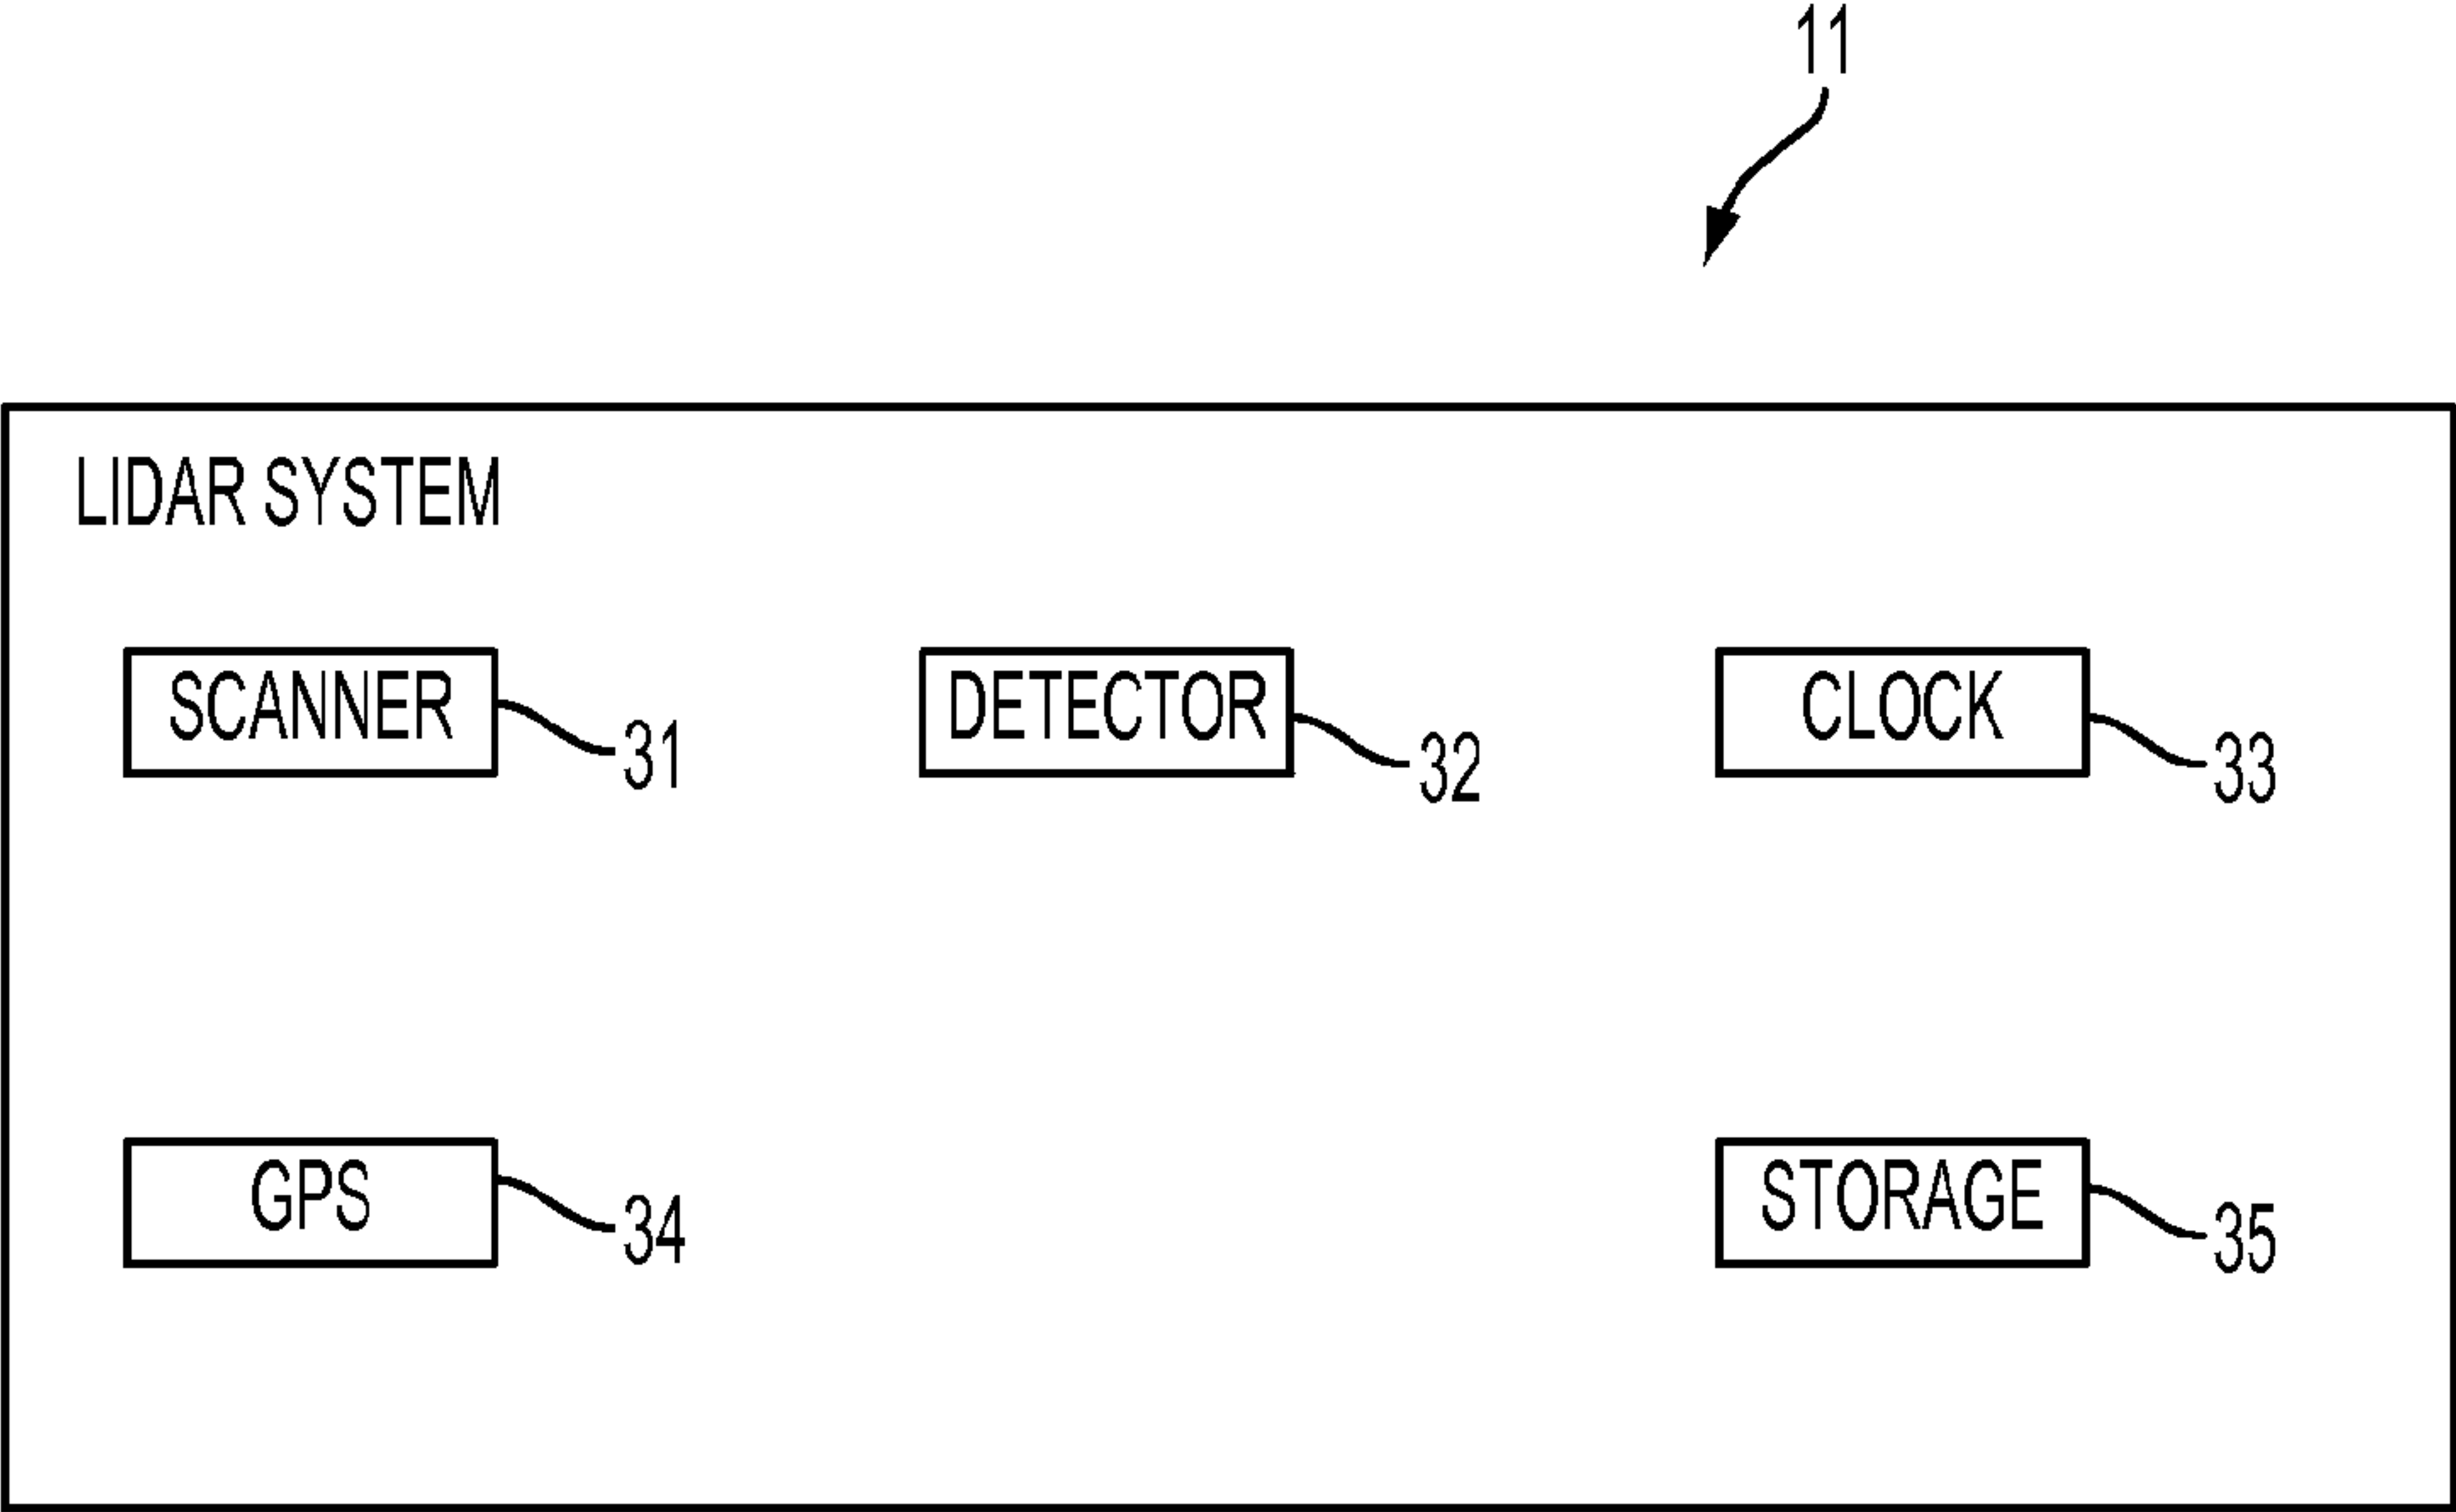 11
LIDAR SYSTEM
SCANNER
31
DETECTOR
32
CLOCK
33
GPS
34
STORAGE
35